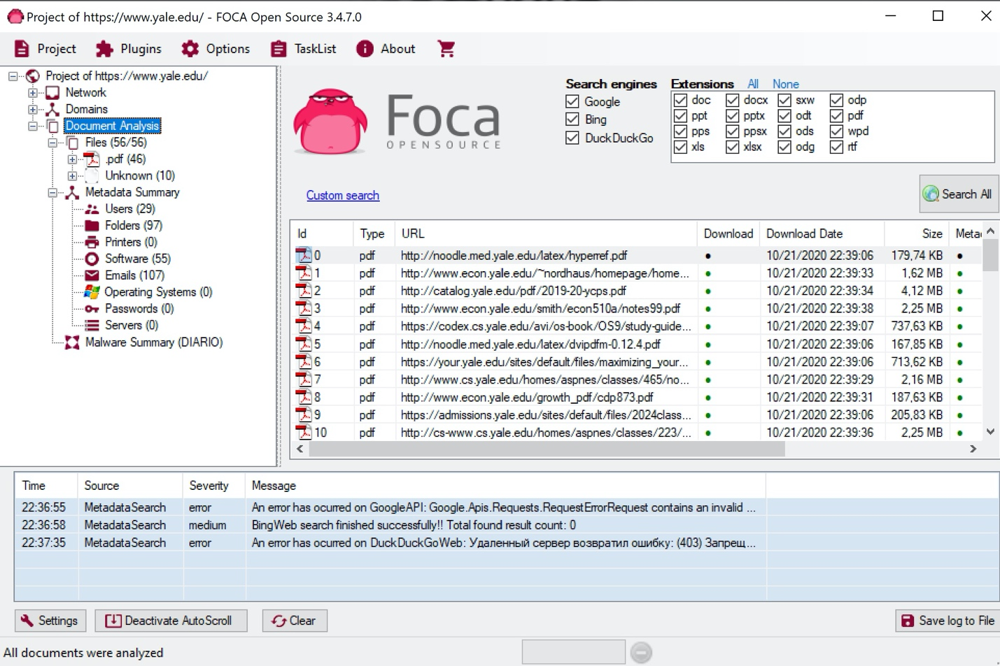 Project of https://www.yale.edu/ - FOCA Open Source 3.4.7.0
Project Plugins Options TaskList About
Project of https://www.yale.edu/
Network
Domains
Document Analysis
Files (56/56)
.pdf (46)
Unknown (10)
Metadata Summary
Users (29)
Folders (97)
Printers (0)
Software (55)
Emails (107)
Operating Systems (0)
Passwords (0)
Servers (0)
Malware Summary (DIARIO)
Foca
OPENSOURCE
Search engines
Google
Bing
DuckDuckGo
Extensions All None
doc docx sxw odp
ppt pptx odt pdf
pps ppsx ods wpd
xls xlsx odg rtf
Custom search
Search All
Id Type URL Download Download Date Size Metac
0 pdf http://noodle.med.yale.edu/latex/hyperref.pdf 10/21/2020 22:39:06 179,74 KB
1 pdf http://www.econ.yale.edu/~nordhaus/homepage/home... 10/21/2020 22:39:33 1,62 MB
2 pdf http://catalog.yale.edu/pdf/2019-20-ycps.pdf 10/21/2020 22:39:34 4,12 MB
3 pdf http://www.econ.yale.edu/smith/econ510a/notes99.pdf 10/21/2020 22:39:38 2,25 MB
4 pdf https://codex.cs.yale.edu/avi/os-book/OS9/study-guide... 10/21/2020 22:39:07 737,63 KB
5 pdf http://noodle.med.yale.edu/latex/dvipdfm-0.12.4.pdf 10/21/2020 22:39:06 167,85 KB
6 pdf https://your.yale.edu/sites/default/files/maximizing_your... 10/21/2020 22:39:06 713,62 KB
7 pdf http://www.cs.yale.edu/homes/aspnes/classes/465/no... 10/21/2020 22:39:29 2,16 MB
8 pdf http://www.econ.yale.edu/growth_pdf/cdp873.pdf 10/21/2020 22:39:31 187,63 KB
9 pdf https://admissions.yale.edu/sites/default/files/2024class... 10/21/2020 22:39:06 205,83 KB
10 pdf http://cs-www.cs.yale.edu/homes/aspnes/classes/223/... 10/21/2020 22:39:36 2,25 MB
Time Source Severity Message
22:36:55 MetadataSearch error An error has ocurred on GoogleAPI: Google.Apis.Requests.RequestErrorRequest contains an invalid ...
22:36:58 MetadataSearch medium BingWeb search finished successfully!! Total found result count: 0
22:37:35 MetadataSearch error An error has ocurred on DuckDuckGoWeb: Удаленный сервер возвратил ошибку: (403) Запрещ...
Settings Deactivate AutoScroll Clear Save log to File
All documents were analyzed